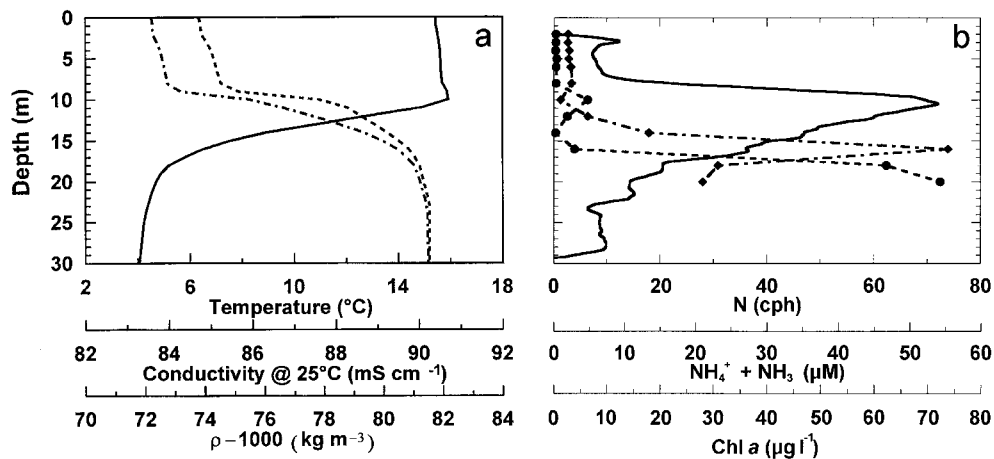 a
b
Depth (m)
0
5
10
15
20
25
30
2 6 10 14 18
Temperature (°C)
82 84 86 88 90 92
Conductivity @ 25°C (mS cm ⁻¹)
70 72 74 76 78 80 82 84
ρ–1000 (kg m⁻³)
0 20 40 60 80
N (cph)
0 10 20 30 40 50 60
NH₄⁺ + NH₃ (µM)
0 10 20 30 40 50 60 70 80
Chl a (µg l⁻¹)